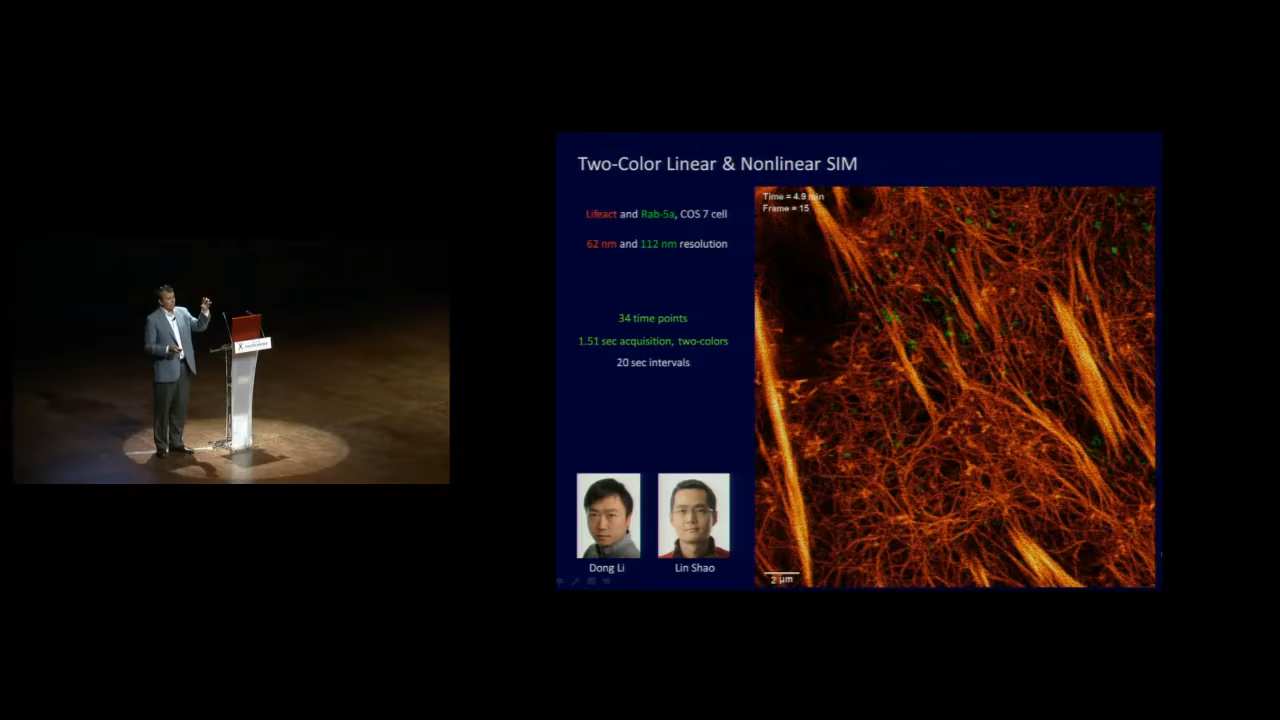 Two-Color Linear & Nonlinear SIM
Lifeact and Rab-5a, COS 7 cell
62 nm and 112 nm resolution
34 time points
1.51 sec acquisition, two-colors
20 sec intervals
Dong Li
Lin Shao
Time = 4.9 min
Frame = 15
2 µm